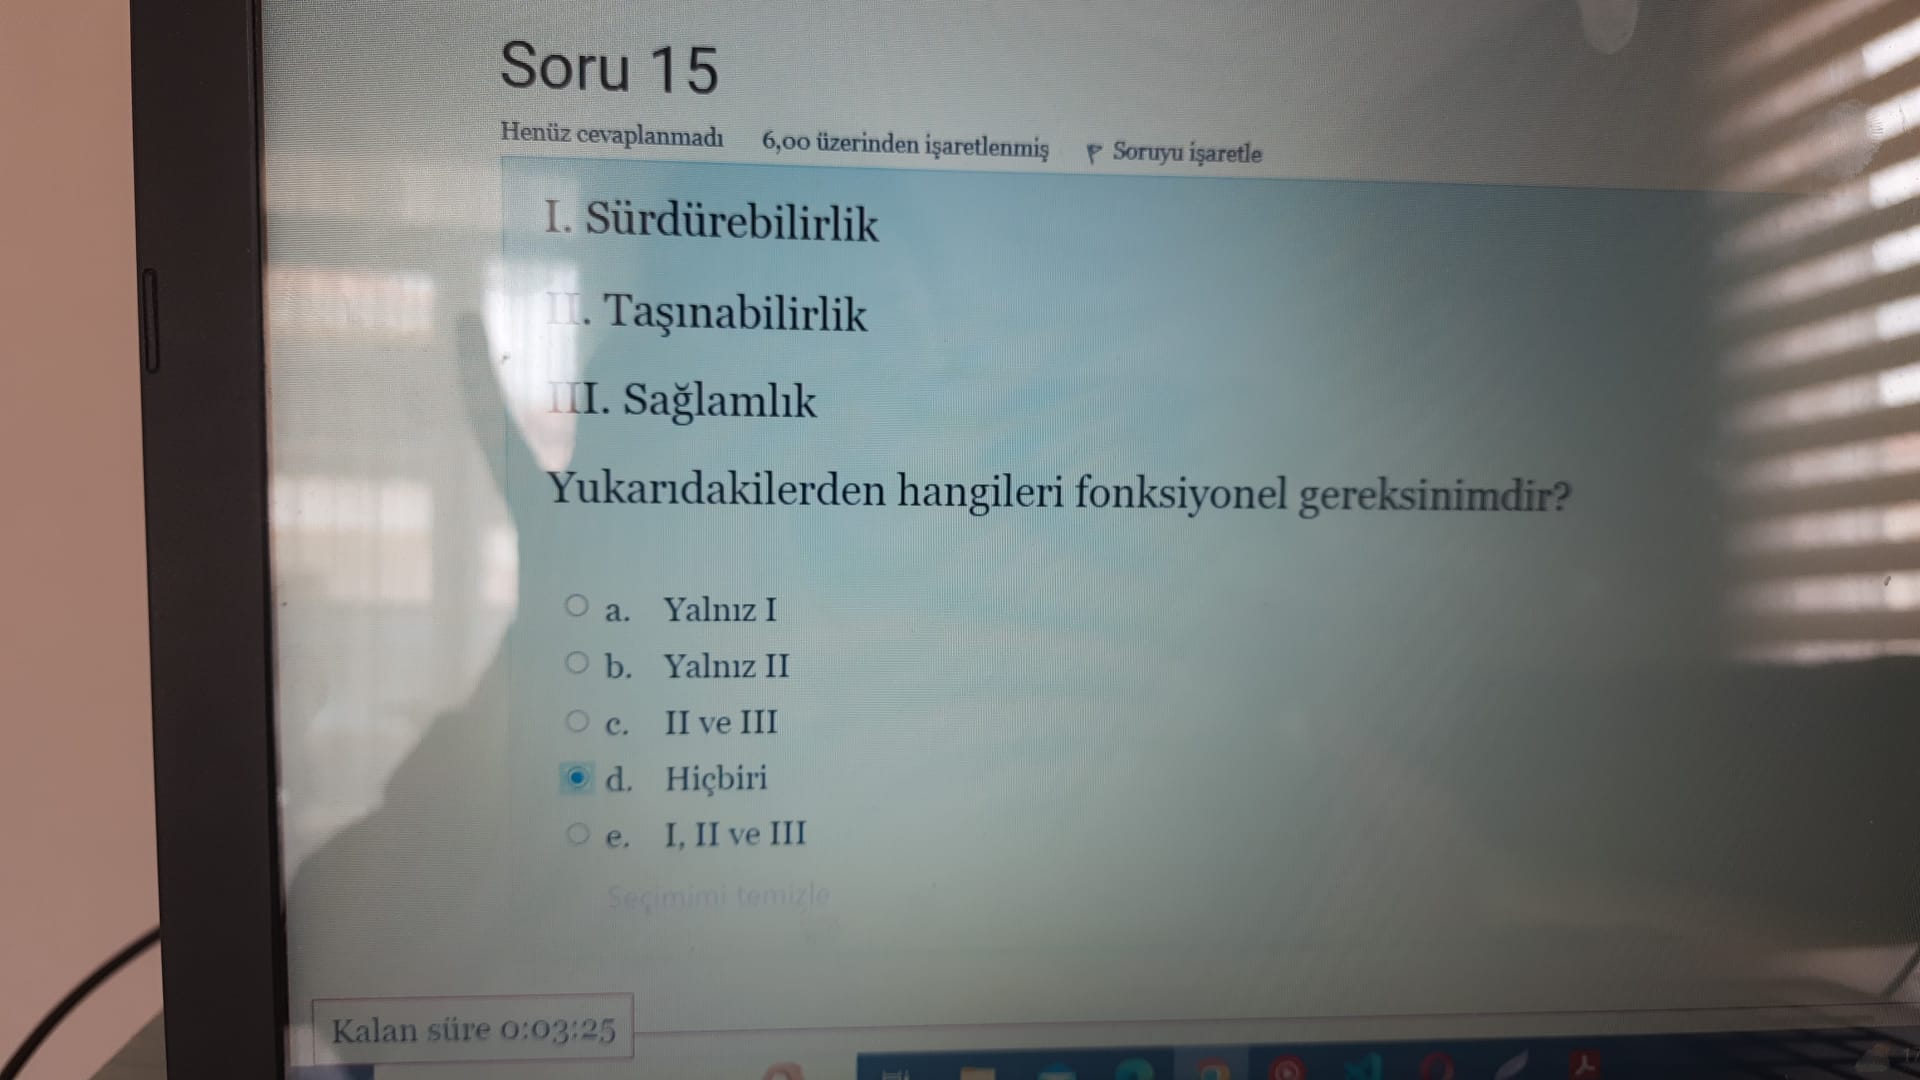 Soru 15
Henüz cevaplanmadı 6,00 üzerinden işaretlenmiş Soruyu işaretle
I. Sürdürebilirlik
II. Taşınabilirlik
III. Sağlamlık
Yukarıdakilerden hangileri fonksiyonel gereksinimdir?
a. Yalnız I
b. Yalnız II
c. II ve III
d. Hiçbiri
e. I, II ve III
Seçimimi temizle
Kalan süre 0:03:25